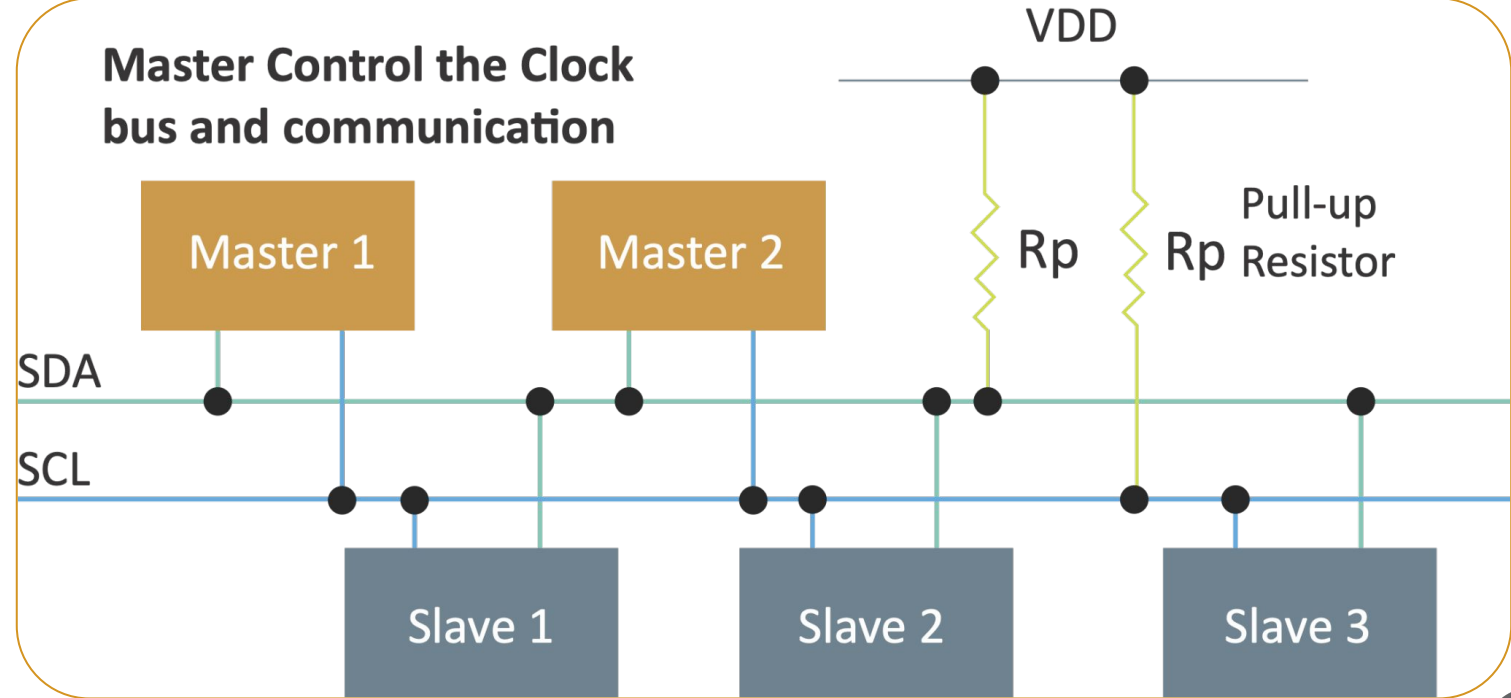 Master Control the Clock
bus and communication
VDD
Master 1
Master 2
Rp
Rp
Pull-up
Resistor
SDA
SCL
Slave 1
Slave 2
Slave 3